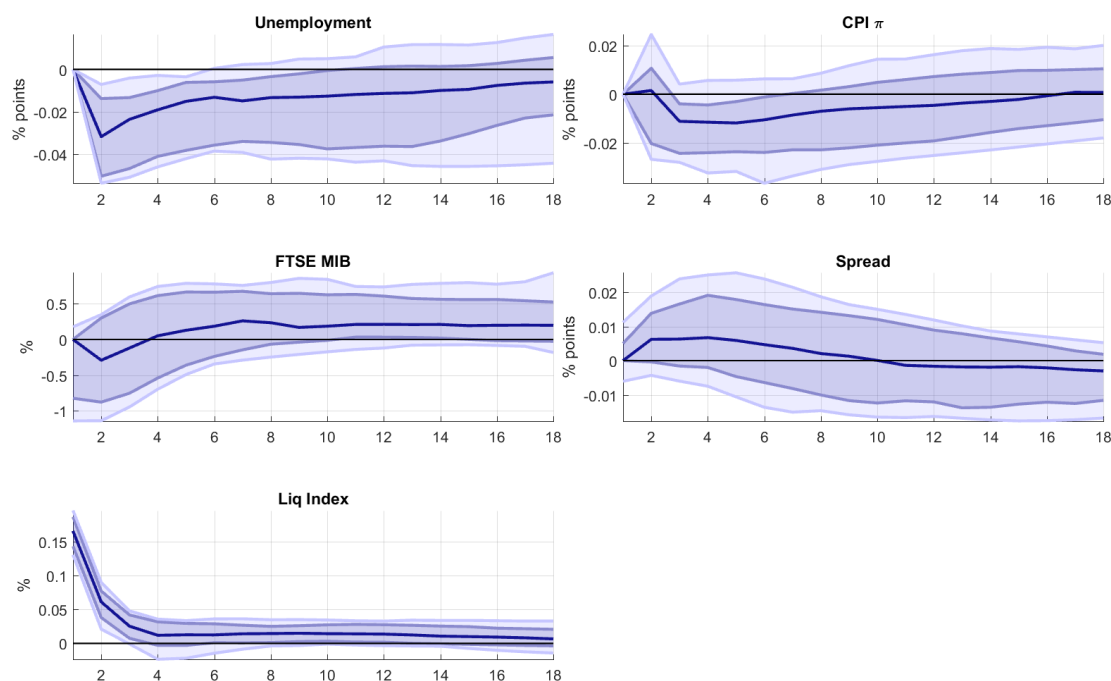 Unemployment
% points
0
-0.02
-0.04
2 4 6 8 10 12 14 16 18
CPI π
% points
0.02
0
-0.02
2 4 6 8 10 12 14 16 18
FTSE MIB
%
0.5
0
-0.5
-1
2 4 6 8 10 12 14 16 18
Spread
% points
0.02
0.01
0
-0.01
2 4 6 8 10 12 14 16 18
Liq Index
%
0.15
0.1
0.05
0
2 4 6 8 10 12 14 16 18